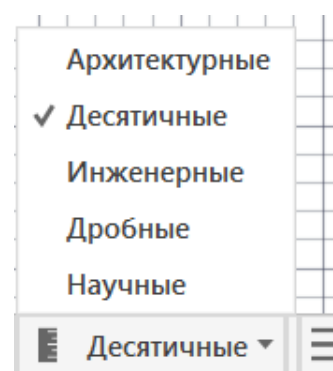 Архитектурные
Десятичные
Инженерные
Дробные
Научные
Десятичные